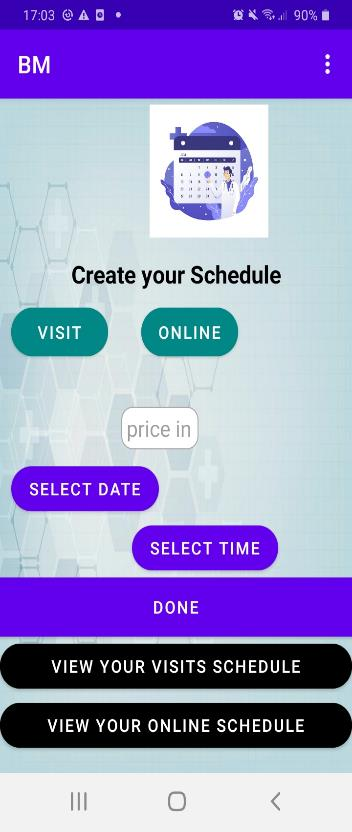 17:03 90%
BM
Create your Schedule
VISIT
ONLINE
price in
SELECT DATE
SELECT TIME
DONE
VIEW YOUR VISITS SCHEDULE
VIEW YOUR ONLINE SCHEDULE